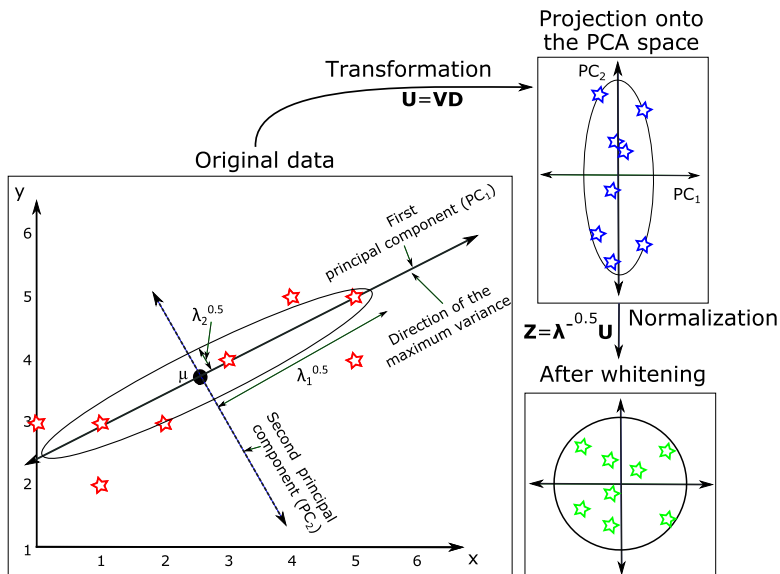 Projection onto
the PCA space
Transformation
U=VD
PC2
PC1
Original data
y
6
5
4
3
2
1
1
2
3
4
5
6
x
First
principal component (PC1)
Direction of the
maximum variance
λ2^0.5
λ1^0.5
μ
Second principal
component (PC2)
Z=λ^-0.5U
Normalization
After whitening